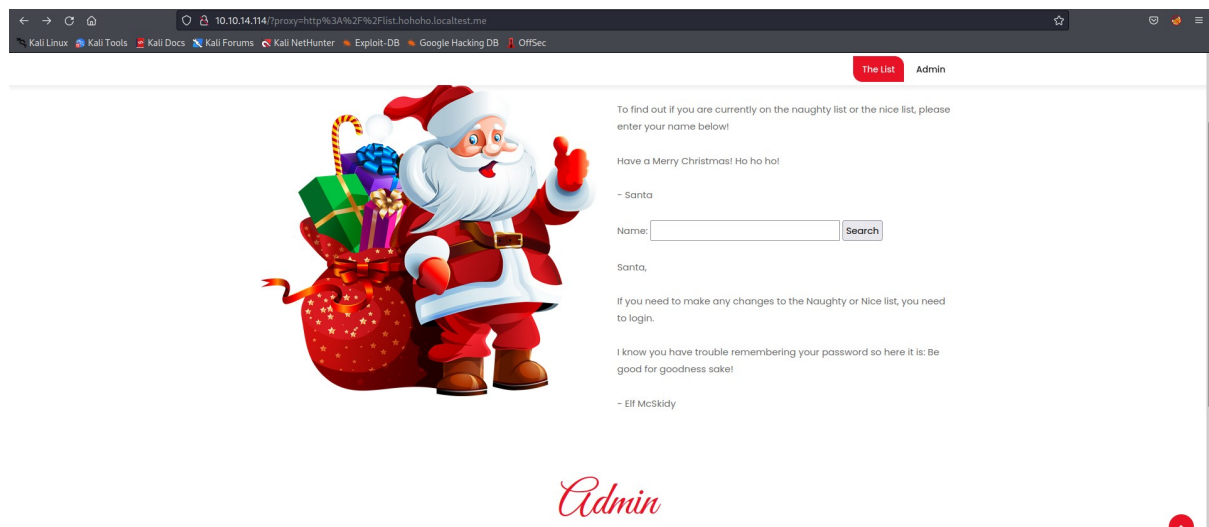 10.10.14.114/?proxy=http%3A%2F%2Flist.hohoho.localtest.me
Kali Linux Kali Tools Kali Docs Kali Forums Kali NetHunter Exploit-DB Google Hacking DB OffSec
The List Admin
To find out if you are currently on the naughty list or the nice list, please
enter your name below!
Have a Merry Christmas! Ho ho ho!
- Santa
Name: Search
Santa,
If you need to make any changes to the Naughty or Nice list, you need
to login.
I know you have trouble remembering your password so here it is: Be
good for goodness sake!
- Elf McSkidy
Admin